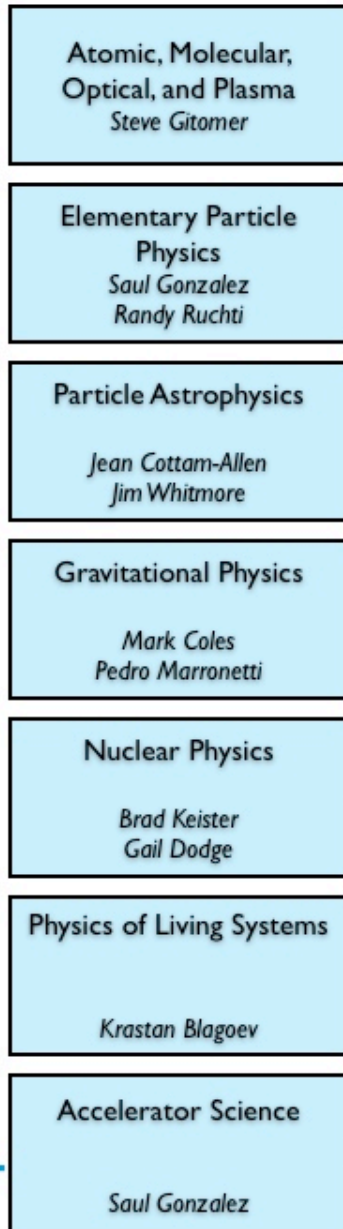 Atomic, Molecular,
Optical, and Plasma
Steve Gitomer
Elementary Particle
Physics
Saul Gonzalez
Randy Ruchti
Particle Astrophysics
Jean Cottam-Allen
Jim Whitmore
Gravitational Physics
Mark Coles
Pedro Marronetti
Nuclear Physics
Brad Keister
Gail Dodge
Physics of Living Systems
Krastan Blagoev
Accelerator Science
Saul Gonzalez